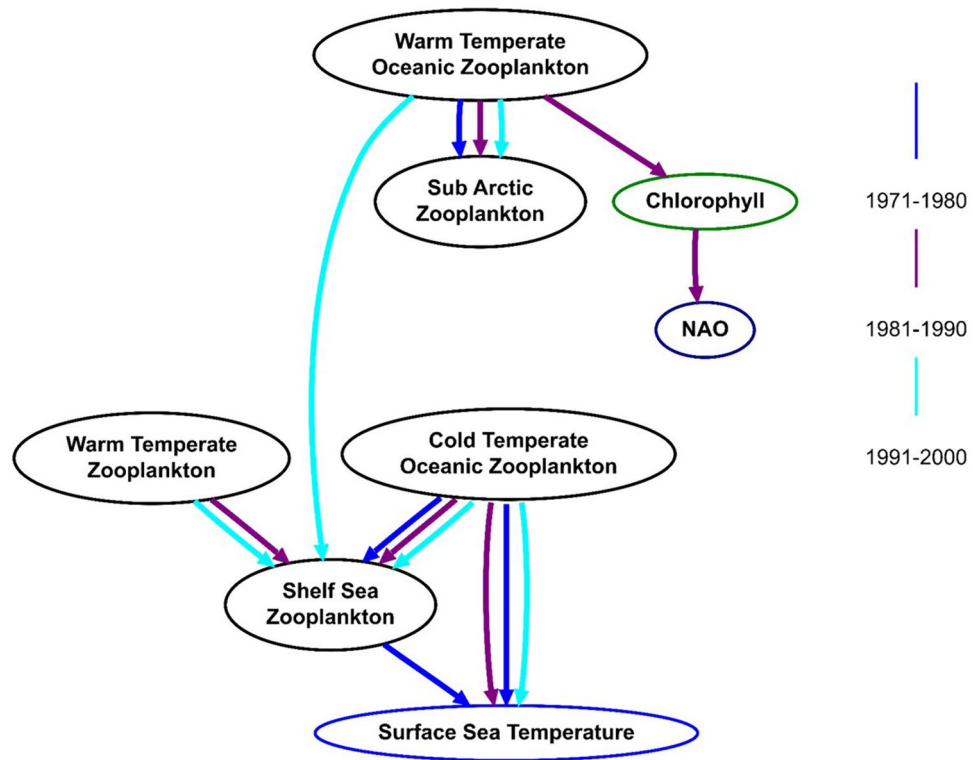 Warm Temperate
Oceanic Zooplankton
Sub Arctic
Zooplankton
Chlorophyll
1971-1980
NAO
1981-1990
Warm Temperate
Zooplankton
Cold Temperate
Oceanic Zooplankton
1991-2000
Shelf Sea
Zooplankton
Surface Sea Temperature